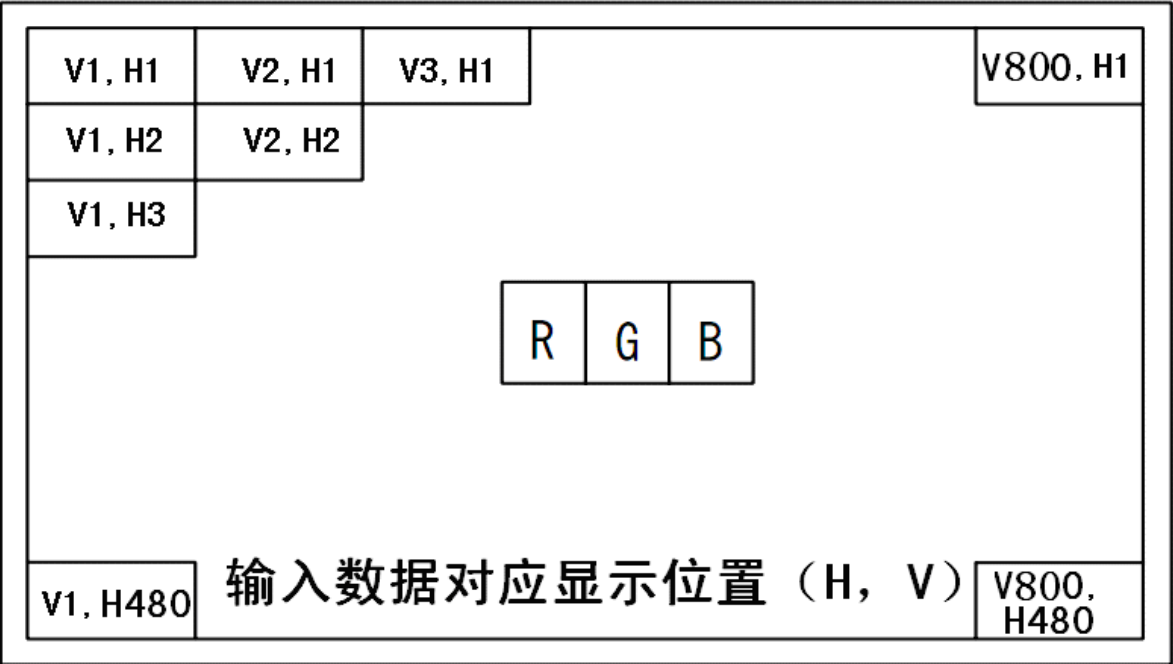 V1, H1 V2, H1 V3, H1 V800, H1
V1, H2 V2, H2
V1, H3
R G B
输入数据对应显示位置（H，V）
V1, H480 V800,
H480